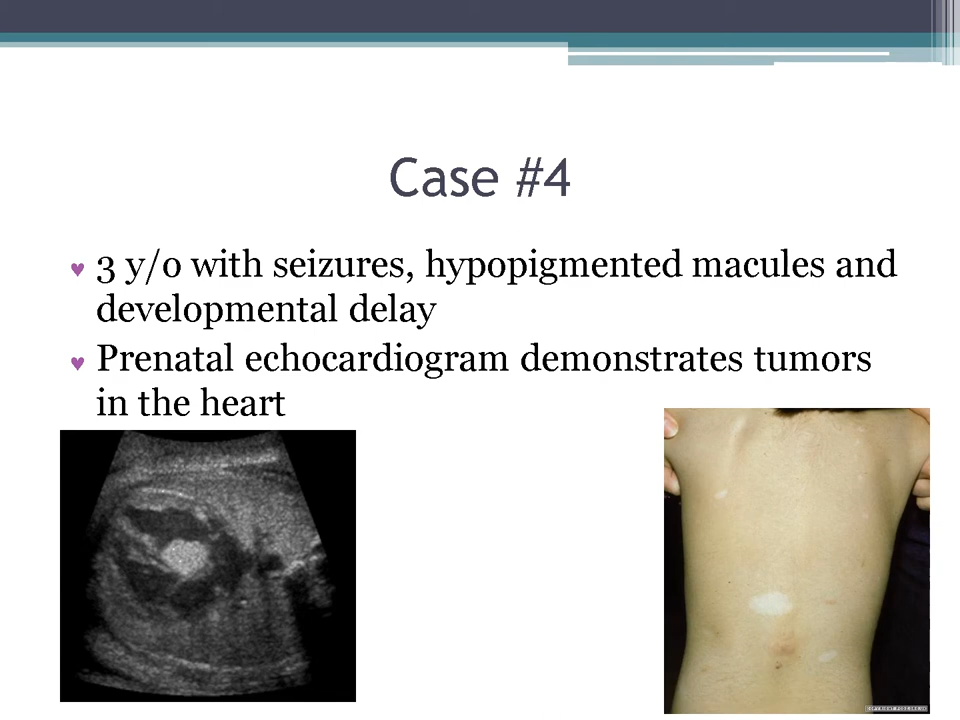 Case #4
♥ 3 y/o with seizures, hypopigmented macules and
developmental delay
♥ Prenatal echocardiogram demonstrates tumors
in the heart